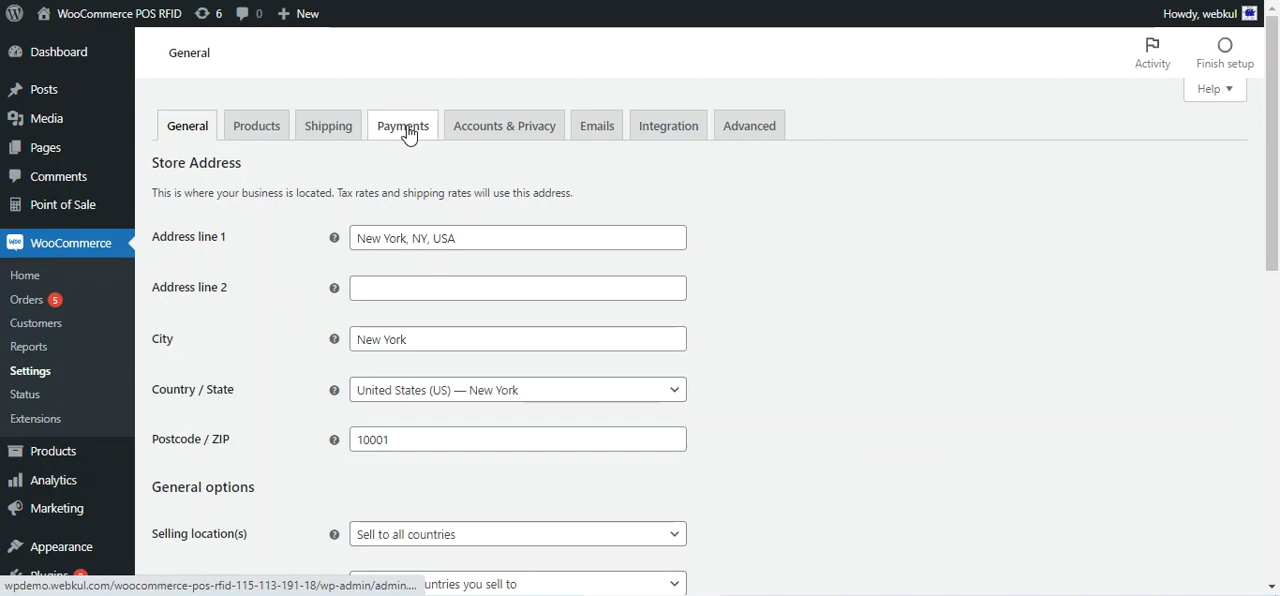 WooCommerce POS RFID 6 0 New Howdy, webkul
Dashboard
Posts
Media
Pages
Comments
Point of Sale
WooCommerce
Home
Orders 5
Customers
Reports
Settings
Status
Extensions
Products
Analytics
Marketing
Appearance
General
Activity
Finish setup
Help
General Products Shipping Payments Accounts & Privacy Emails Integration Advanced
Store Address
This is where your business is located. Tax rates and shipping rates will use this address.
Address line 1 New York, NY, USA
Address line 2
City New York
Country / State United States (US) — New York
Postcode / ZIP 10001
General options
Selling location(s) Sell to all countries
untries you sell to
wpdemo.webkul.com/woocommerce-pos-rfid-115-113-191-18/wp-admin/admin....